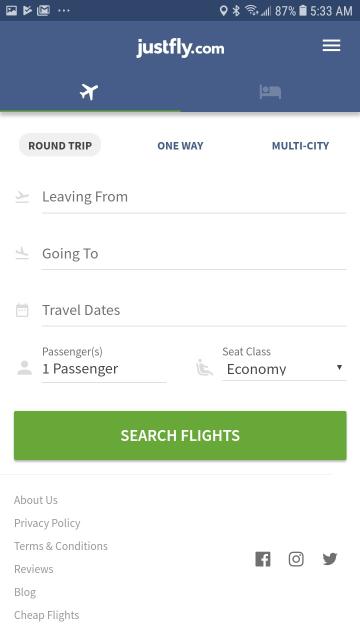 87% 5:33 AM
justfly.com
ROUND TRIP ONE WAY MULTI-CITY
Leaving From
Going To
Travel Dates
Passenger(s) Seat Class
1 Passenger Economy
SEARCH FLIGHTS
About Us
Privacy Policy
Terms & Conditions
Reviews
Blog
Cheap Flights